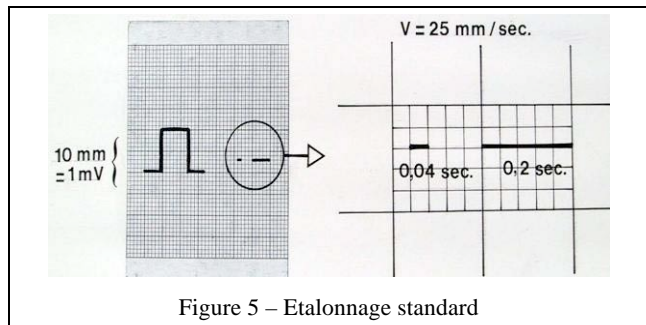 V = 25 mm / sec.
10 mm
= 1 mV
0,04 sec.
0,2 sec.
Figure 5 – Etalonnage standard